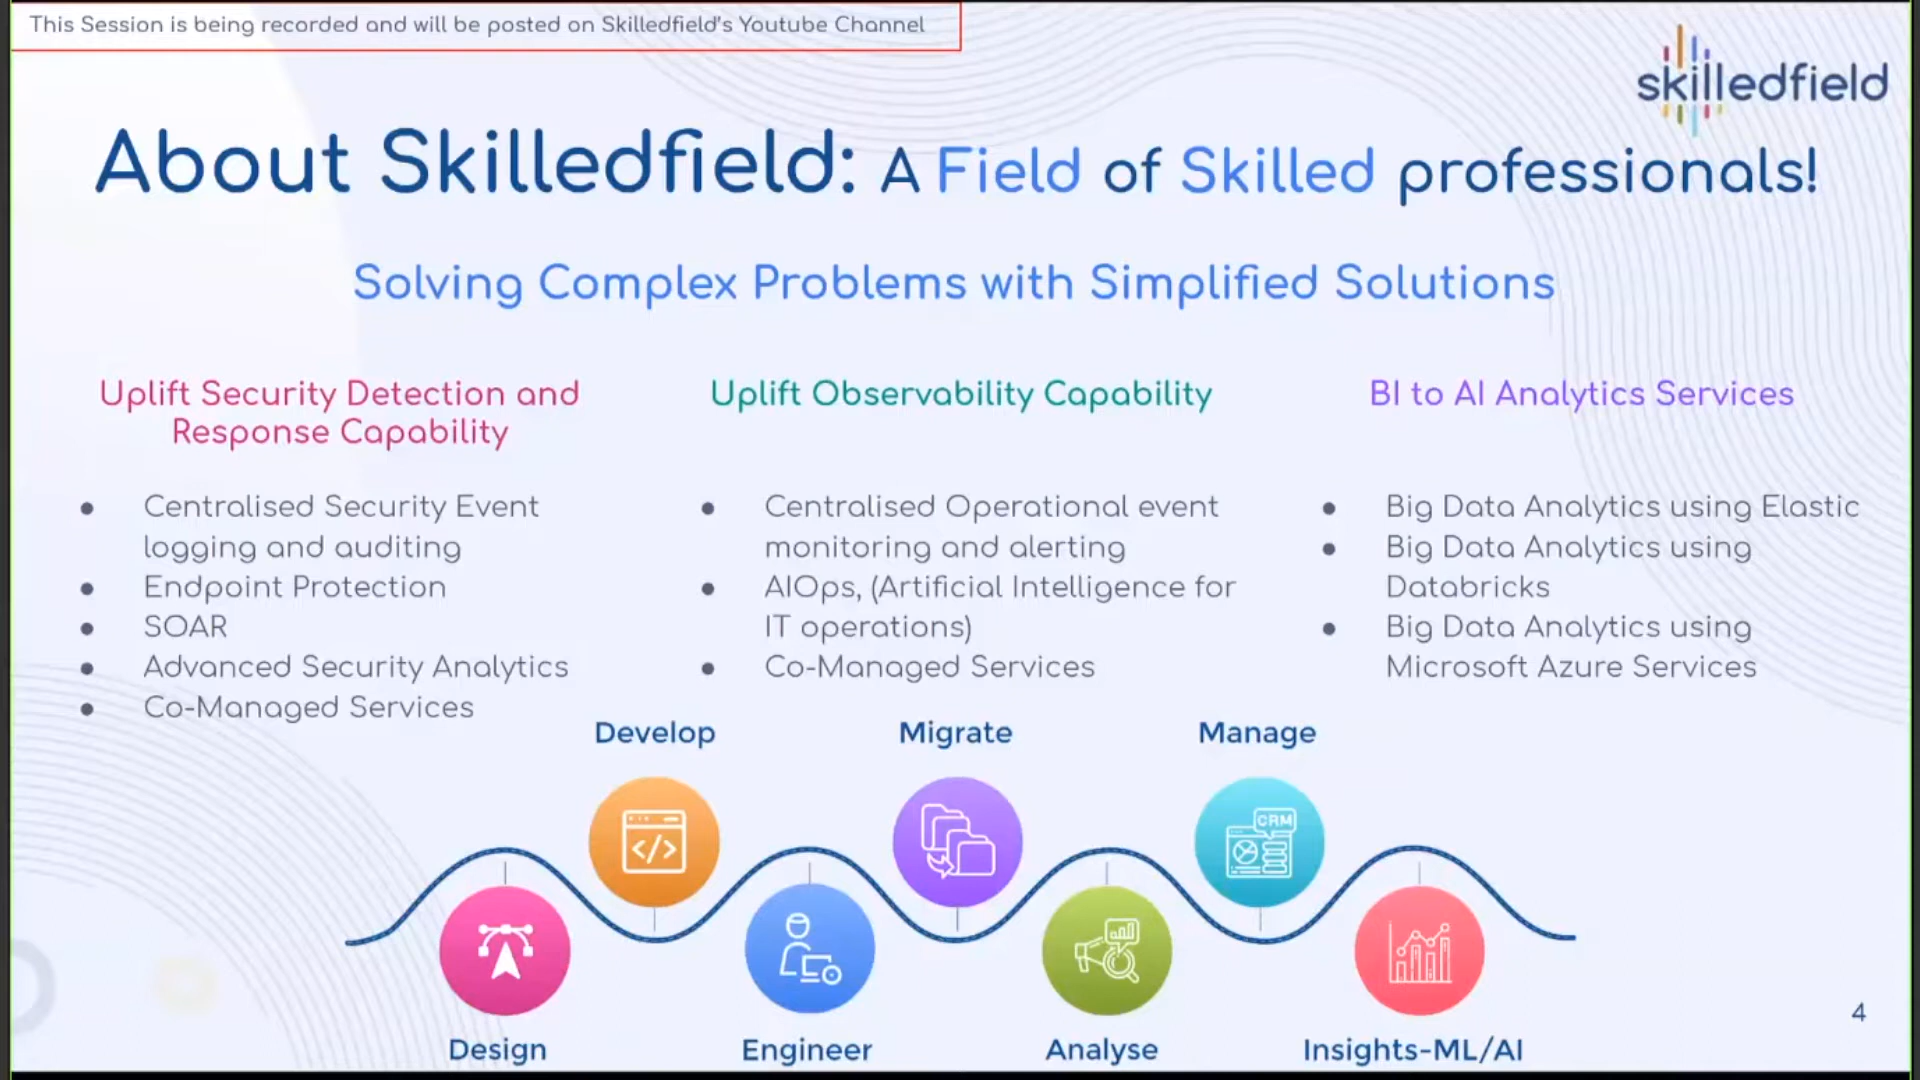 This Session is being recorded and will be posted on Skilledfield's Youtube Channel
skilledfield
About Skilledfield: A Field of Skilled professionals!
Solving Complex Problems with Simplified Solutions
Uplift Security Detection and
Response Capability
● Centralised Security Event
logging and auditing
● Endpoint Protection
● SOAR
● Advanced Security Analytics
● Co-Managed Services
Uplift Observability Capability
● Centralised Operational event
monitoring and alerting
● AIOps, (Artificial Intelligence for
IT operations)
● Co-Managed Services
BI to AI Analytics Services
● Big Data Analytics using Elastic
● Big Data Analytics using
Databricks
● Big Data Analytics using
Microsoft Azure Services
Develop
Migrate
Manage
</>
CRM
Design
Engineer
Analyse
Insights-ML/AI
4